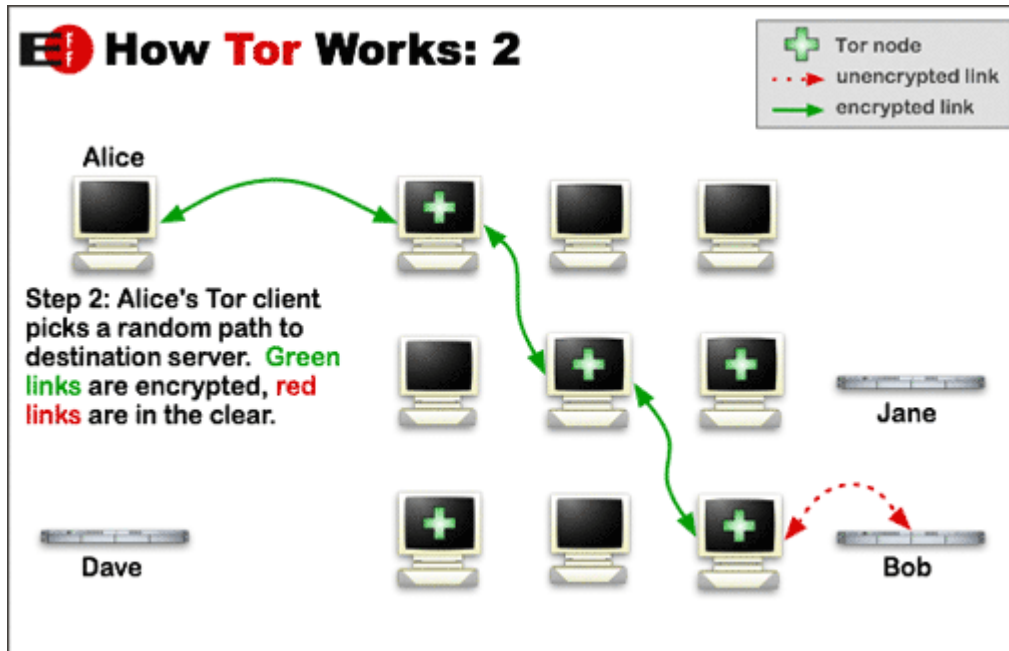 EFF How Tor Works: 2
Tor node
unencrypted link
encrypted link
Alice
Step 2: Alice's Tor client
picks a random path to
destination server. Green
links are encrypted, red
links are in the clear.
Jane
Dave
Bob